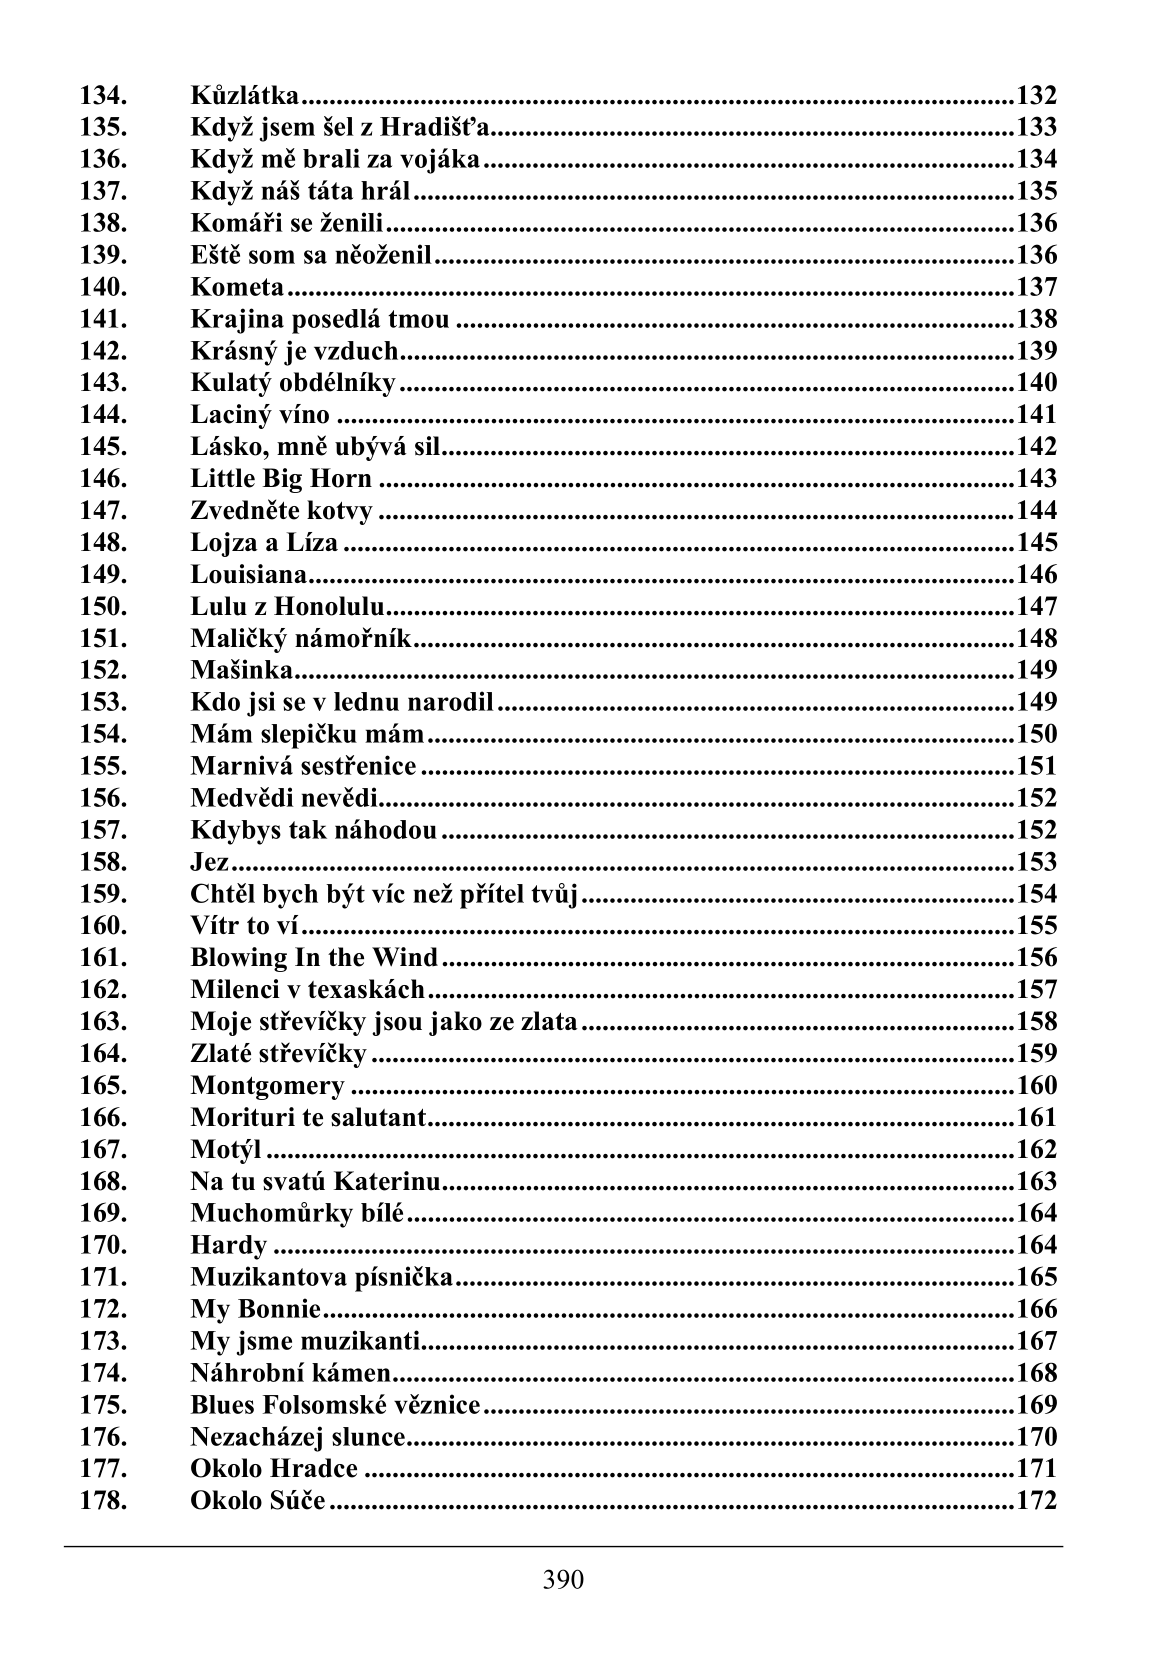 134. Kůzlátka......................................................................................................132
135. Když jsem šel z Hradišťa...........................................................................133
136. Když mě brali za vojáka............................................................................134
137. Když náš táta hrál......................................................................................135
138. Komáři se ženili..........................................................................................136
139. Eště som sa něoženil...................................................................................136
140. Kometa........................................................................................................137
141. Krajina posedlá tmou ................................................................................138
142. Krásný je vzduch........................................................................................139
143. Kulatý obdélníky........................................................................................140
144. Laciný víno .................................................................................................141
145. Lásko, mně ubývá sil..................................................................................142
146. Little Big Horn ...........................................................................................143
147. Zvedněte kotvy ...........................................................................................144
148. Lojza a Líza ................................................................................................145
149. Louisiana.....................................................................................................146
150. Lulu z Honolulu..........................................................................................147
151. Maličký námořník......................................................................................148
152. Mašinka.......................................................................................................149
153. Kdo jsi se v lednu narodil..........................................................................149
154. Mám slepičku mám....................................................................................150
155. Marnivá sestřenice .....................................................................................151
156. Medvědi nevědi...........................................................................................152
157. Kdybys tak náhodou ..................................................................................152
158. Jez................................................................................................................153
159. Chtěl bych být víc než přítel tvůj..............................................................154
160. Vítr to ví......................................................................................................155
161. Blowing In the Wind ..................................................................................156
162. Milenci v texaskách....................................................................................157
163. Moje střevíčky jsou jako ze zlata..............................................................158
164. Zlaté střevíčky ............................................................................................159
165. Montgomery ...............................................................................................160
166. Morituri te salutant....................................................................................161
167. Motýl ...........................................................................................................162
168. Na tu svatú Katerinu..................................................................................163
169. Muchomůrky bílé.......................................................................................164
170. Hardy ..........................................................................................................164
171. Muzikantova písnička................................................................................165
172. My Bonnie...................................................................................................166
173. My jsme muzikanti.....................................................................................167
174. Náhrobní kámen.........................................................................................168
175. Blues Folsomské věznice............................................................................169
176. Nezacházej slunce.......................................................................................170
177. Okolo Hradce .............................................................................................171
178. Okolo Súče..................................................................................................172
390